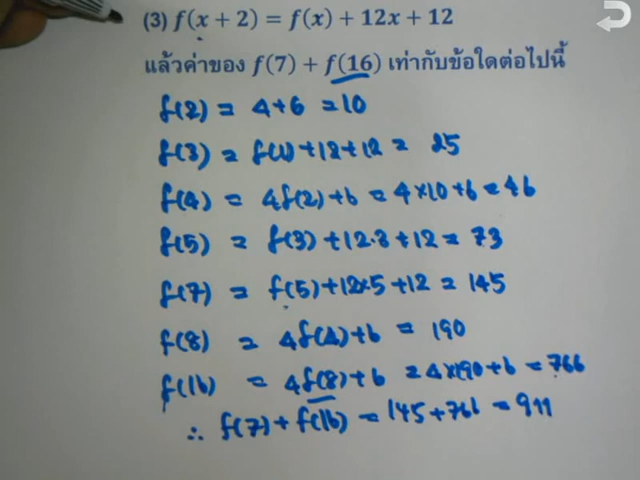 (3) f(x + 2) = f(x) + 12x + 12
แล้วค่าของ f(7) + f(16) เท่ากับข้อใดต่อไปนี้
f(2) = 4+6 = 10
f(3) = f(1)+12+12 = 25
f(4) = 4f(2)+6 = 4×10+6 = 46
f(5) = f(3)+12·3+12 = 73
f(7) = f(5)+12×5+12 = 145
f(8) = 4f(4)+6 = 190
f(16) = 4f(8)+6 = 4×190+6 = 766
∴ f(7)+f(16) = 145+766 = 911